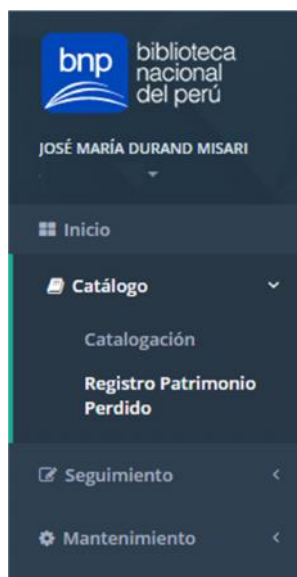 bnp
biblioteca
nacional
del perú
JOSÉ MARÍA DURAND MISARI
Inicio
Catálogo
Catalogación
Registro Patrimonio
Perdido
Seguimiento
Mantenimiento